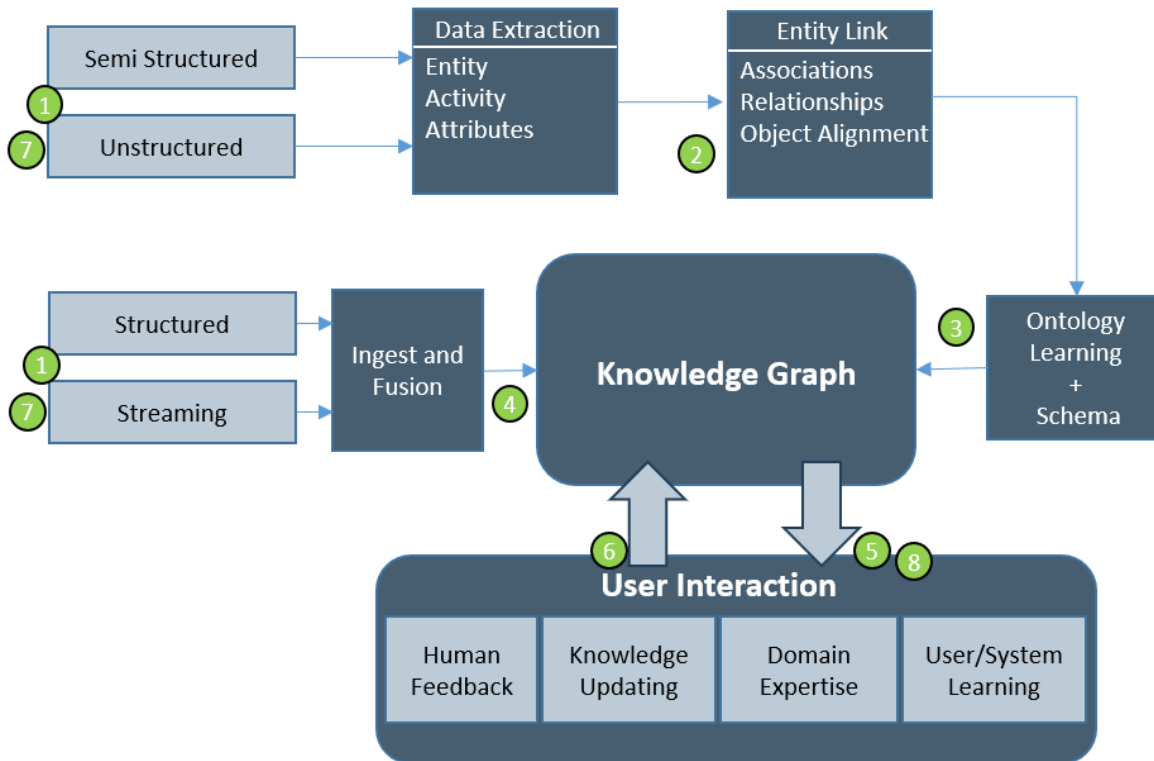 Semi Structured
1
7
Unstructured
Data Extraction
Entity
Activity
Attributes
2
Entity Link
Associations
Relationships
Object Alignment
Structured
1
7
Streaming
Ingest and
Fusion
4
Knowledge Graph
3
Ontology
Learning
+
Schema
6
5
8
User Interaction
Human
Feedback
Knowledge
Updating
Domain
Expertise
User/System
Learning